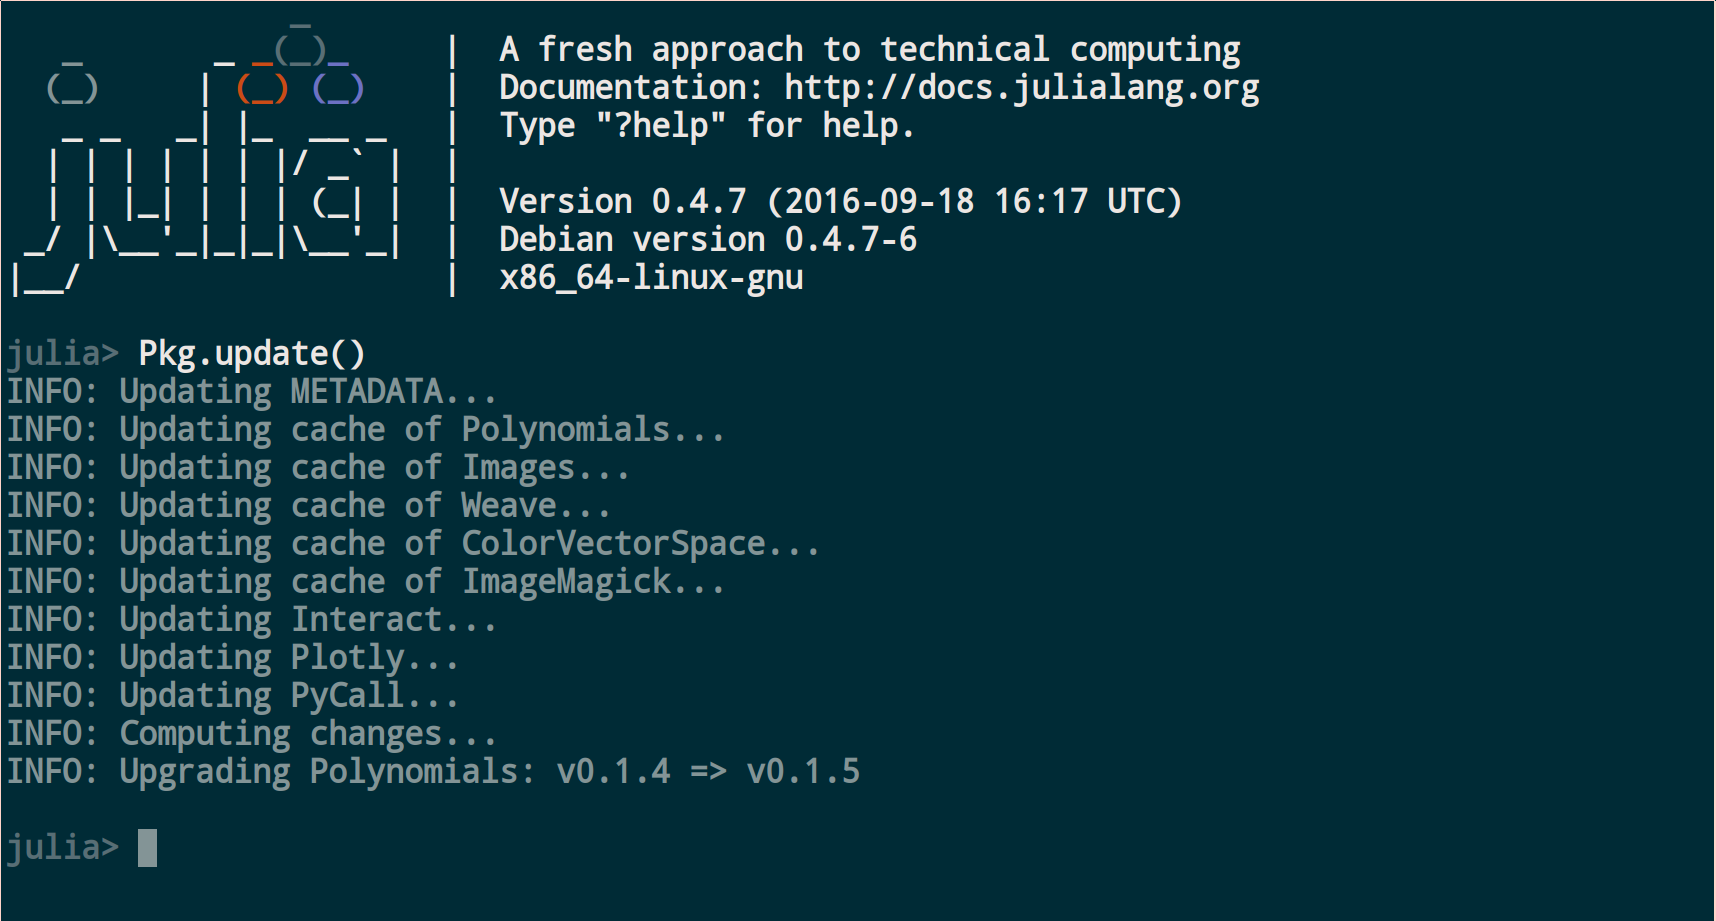 _
   _       _ _(_)_     |  A fresh approach to technical computing
  (_)     | (_) (_)    |  Documentation: http://docs.julialang.org
   _ _   _| |_  __ _   |  Type "?help" for help.
  | | | | | | |/ _` |  |
  | | |_| | | | (_| |  |  Version 0.4.7 (2016-09-18 16:17 UTC)
 _/ |\__'_|_|_|\__'_|  |  Debian version 0.4.7-6
|__/                   |  x86_64-linux-gnu

julia> Pkg.update()
INFO: Updating METADATA...
INFO: Updating cache of Polynomials...
INFO: Updating cache of Images...
INFO: Updating cache of Weave...
INFO: Updating cache of ColorVectorSpace...
INFO: Updating cache of ImageMagick...
INFO: Updating Interact...
INFO: Updating Plotly...
INFO: Updating PyCall...
INFO: Computing changes...
INFO: Upgrading Polynomials: v0.1.4 => v0.1.5

julia>